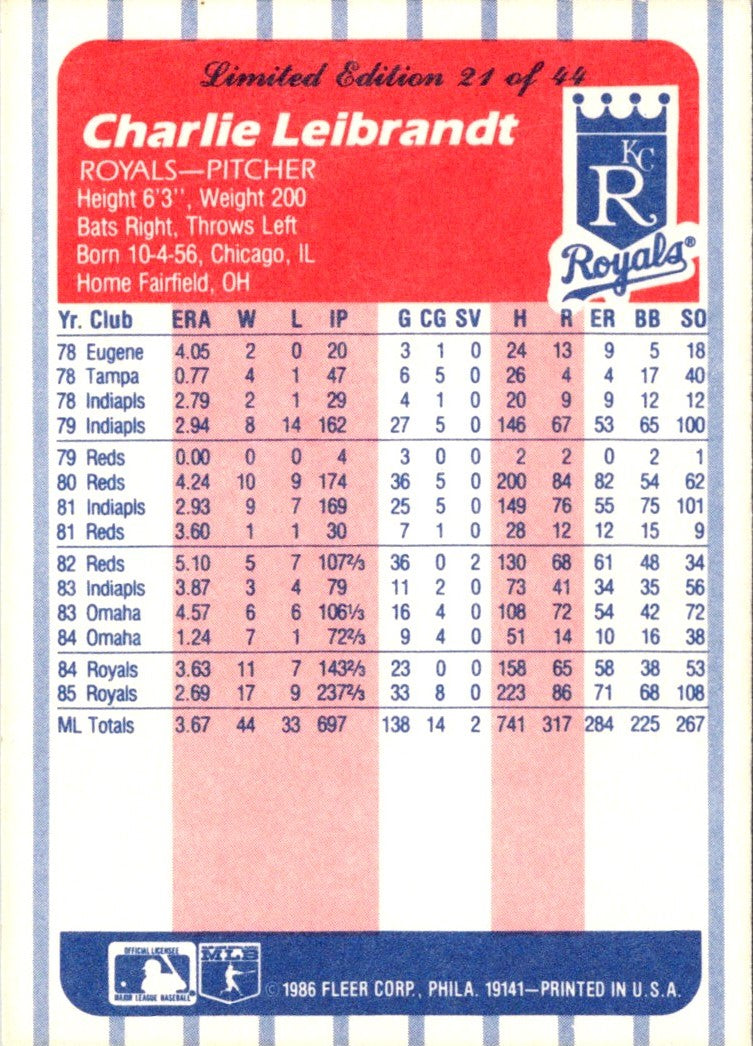 Limited Edition 21 of 44
Charlie Leibrandt
ROYALS—PITCHER
Height 6'3", Weight 200
Bats Right, Throws Left
Born 10-4-56, Chicago, IL
Home Fairfield, OH
KC
R
Royals®
Yr. Club ERA W L IP G CG SV H R ER BB SO
78 Eugene 4.05 2 0 20 3 1 0 24 13 9 5 18
78 Tampa 0.77 4 1 47 6 5 0 26 4 4 17 40
78 Indiapls 2.79 2 1 29 4 1 0 20 9 9 12 12
79 Indiapls 2.94 8 14 162 27 5 0 146 67 53 65 100
79 Reds 0.00 0 0 4 3 0 0 2 2 0 2 1
80 Reds 4.24 10 9 174 36 5 0 200 84 82 54 62
81 Indiapls 2.93 9 7 169 25 5 0 149 76 55 75 101
81 Reds 3.60 1 1 30 7 1 0 28 12 12 15 9
82 Reds 5.10 5 7 107⅔ 36 0 2 130 68 61 48 34
83 Indiapls 3.87 3 4 79 11 2 0 73 41 34 35 56
83 Omaha 4.57 6 6 106⅓ 16 4 0 108 72 54 42 72
84 Omaha 1.24 7 1 72⅔ 9 4 0 51 14 10 16 38
84 Royals 3.63 11 7 143⅔ 23 0 0 158 65 58 38 53
85 Royals 2.69 17 9 237⅔ 33 8 0 223 86 71 68 108
ML Totals 3.67 44 33 697 138 14 2 741 317 284 225 267
OFFICIAL LICENSEE
MAJOR LEAGUE BASEBALL
MLB
© 1986 FLEER CORP., PHILA. 19141—PRINTED IN U.S.A.